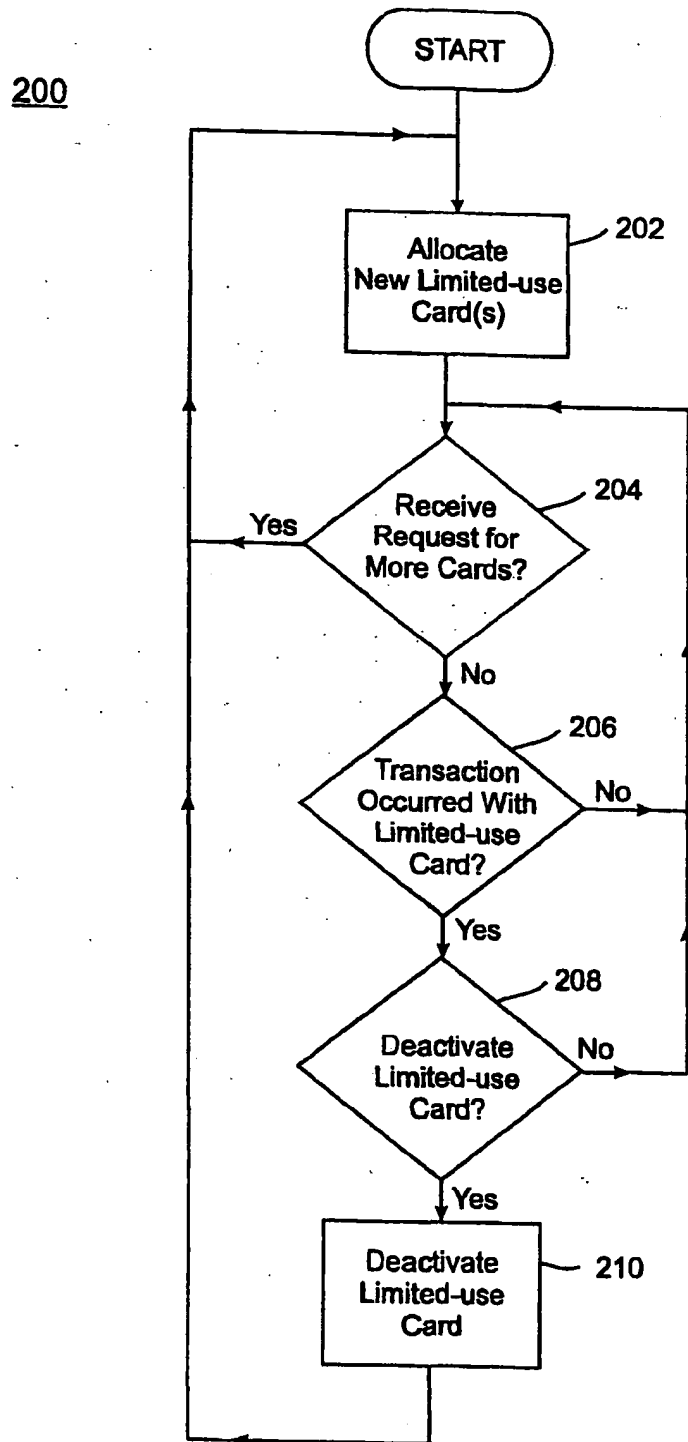 START
200
202
Allocate
New Limited-use
Card(s)
204
Receive
Request for
More Cards?
Yes
No
206
Transaction
Occurred With
Limited-use
Card?
No
Yes
208
Deactivate
Limited-use
Card?
No
Yes
210
Deactivate
Limited-use
Card